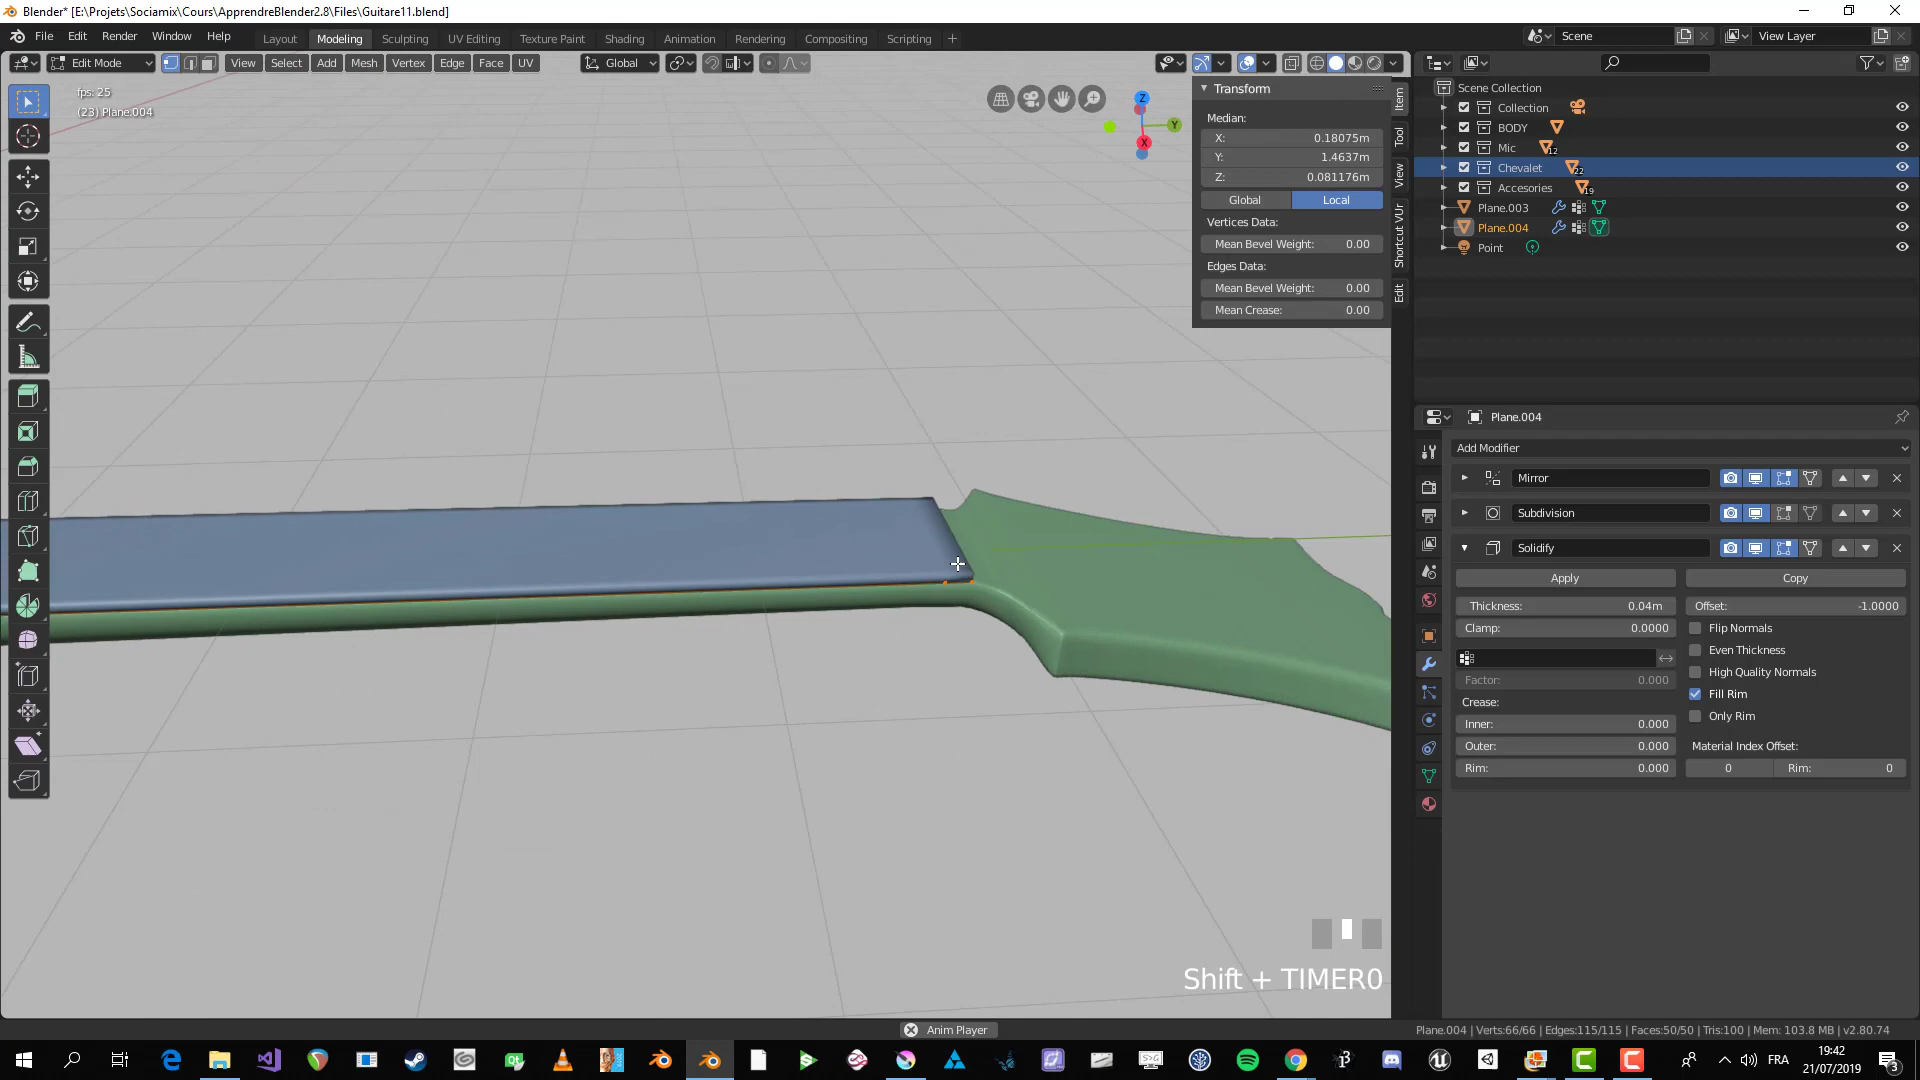 Blender* [E:\Projets\Sociamix\Cours\ApprendreBlender2.8\Files\Guitare11.blend]
File Edit Render Window Help Layout Modeling Sculpting UV Editing Texture Paint Shading Animation Rendering Compositing Scripting Scene View Layer
Edit Mode View Select Add Mesh Vertex Edge Face UV Global
fps: 25
(23) Plane.004
Z
Y
X
Transform
Median:
X: 0.18075m
Y: 1.4637m
Z: 0.081176m
Global Local
Vertices Data:
Mean Bevel Weight: 0.00
Edges Data:
Mean Bevel Weight: 0.00
Mean Crease: 0.00
Item
Tool
View
Shortcut VUr
Edit
Scene Collection
Collection
BODY
Mic 12
Chevalet 22
Accesories 19
Plane.003
Plane.004
Point
Plane.004
Add Modifier
Mirror
Subdivision
Solidify
Apply Copy
Thickness: 0.04m Offset: -1.0000
Clamp: 0.0000 Flip Normals
Even Thickness
Factor: 0.000 High Quality Normals
Crease: Fill Rim
Inner: 0.000 Only Rim
Outer: 0.000 Material Index Offset:
Rim: 0.000 0 Rim: 0
Shift + TIMER0
Anim Player
Plane.004 | Verts:66/66 | Edges:115/115 | Faces:50/50 | Tris:100 | Mem: 103.8 MB | v2.80.74
FRA
19:42
21/07/2019
3